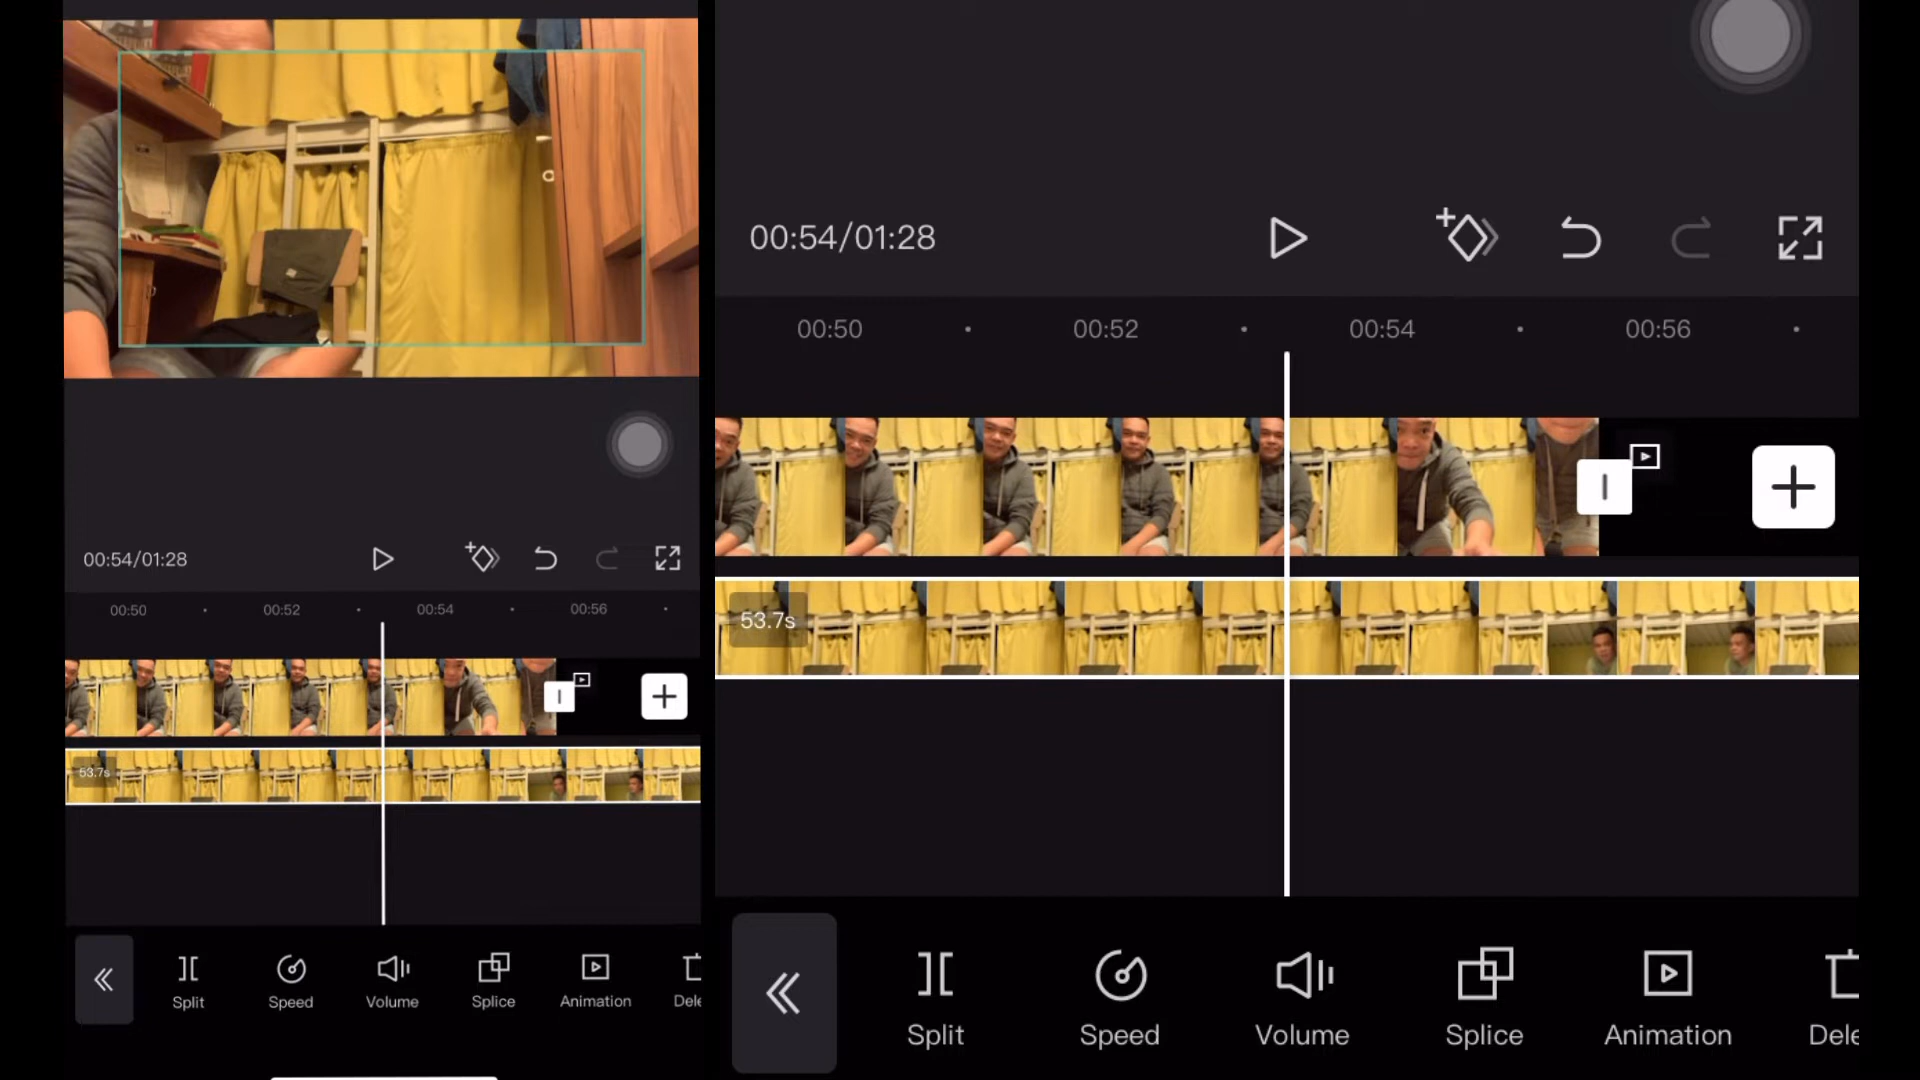 00:54/01:28
00:50
00:52
00:54
00:56
53.7s
Split
Speed
Volume
Splice
Animation
Dele
00:54/01:28
00:50
00:52
00:54
00:56
53.7s
Split
Speed
Volume
Splice
Animation
Dele